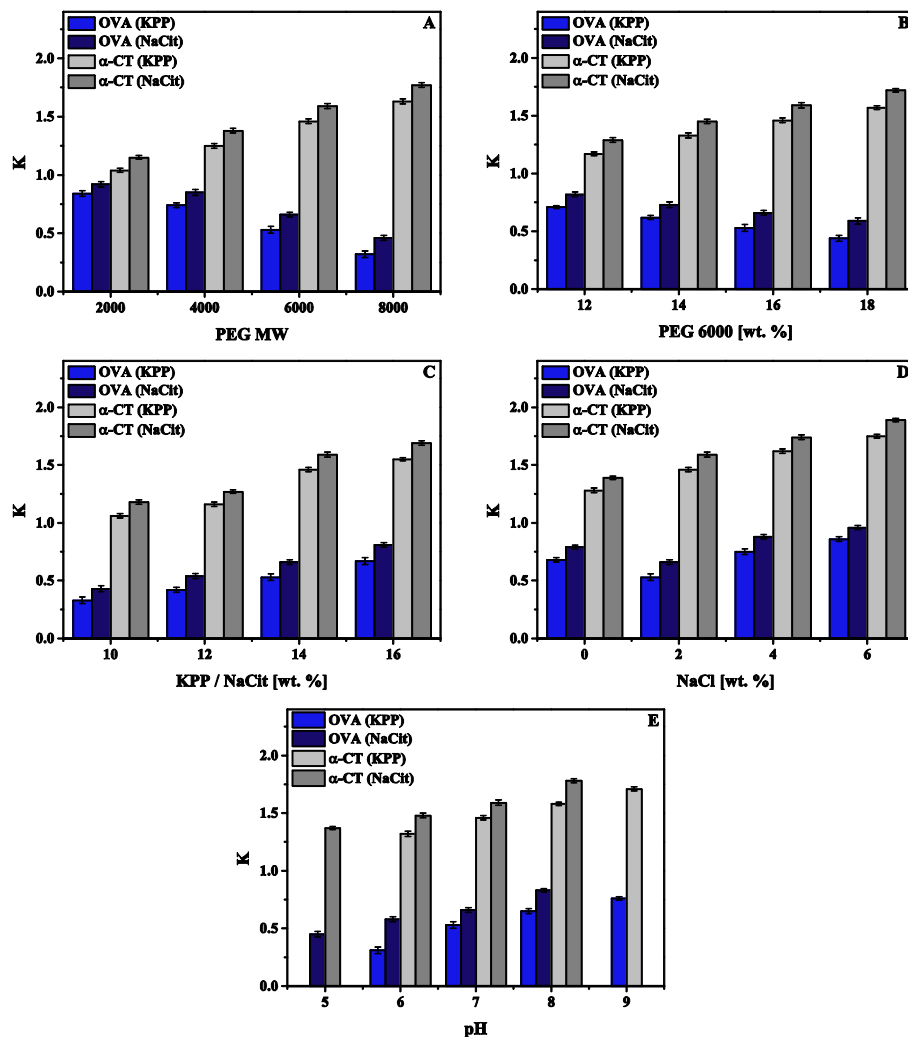 OVA (KPP)
OVA (NaCit)
α-CT (KPP)
α-CT (NaCit)
A
2.0
1.5
1.0
0.5
0.0
K
2000 4000 6000 8000
PEG MW
OVA (KPP)
OVA (NaCit)
α-CT (KPP)
α-CT (NaCit)
B
2.0
1.5
1.0
0.5
0.0
K
12 14 16 18
PEG 6000 [wt. %]
OVA (KPP)
OVA (NaCit)
α-CT (KPP)
α-CT (NaCit)
C
2.0
1.5
1.0
0.5
0.0
K
10 12 14 16
KPP / NaCit [wt. %]
OVA (KPP)
OVA (NaCit)
α-CT (KPP)
α-CT (NaCit)
D
2.0
1.5
1.0
0.5
0.0
K
0 2 4 6
NaCl [wt. %]
OVA (KPP)
OVA (NaCit)
α-CT (KPP)
α-CT (NaCit)
E
2.0
1.5
1.0
0.5
0.0
K
5 6 7 8 9
pH